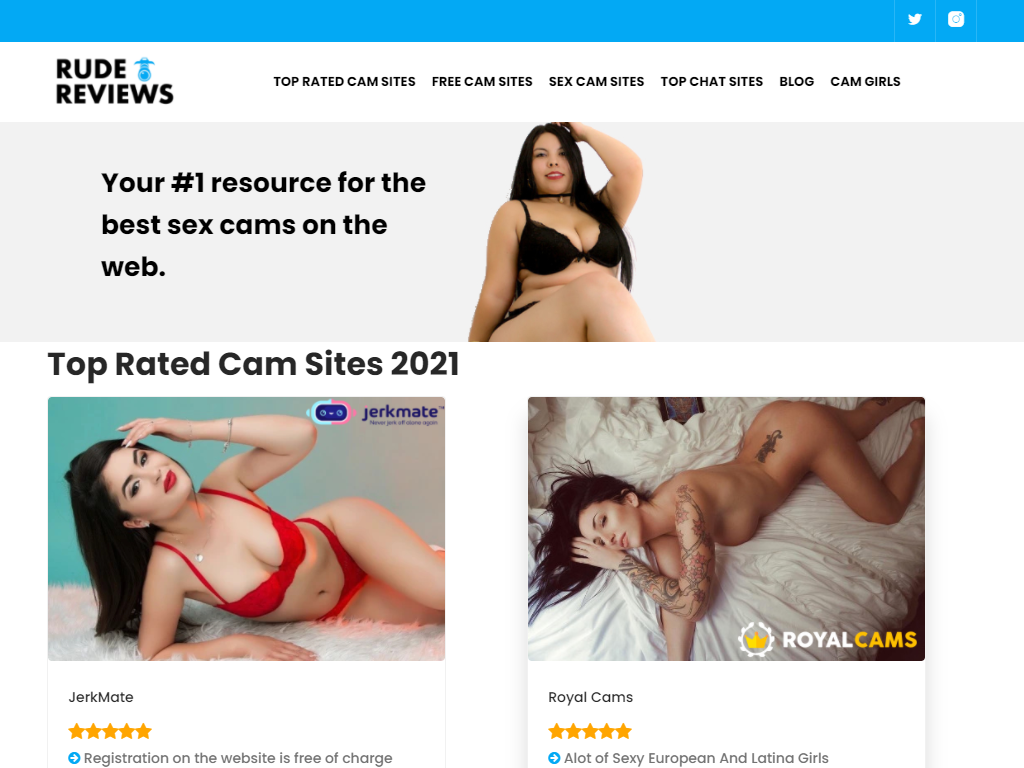 RUDE
REVIEWS
TOP RATED CAM SITES
FREE CAM SITES
SEX CAM SITES
TOP CHAT SITES
BLOG
CAM GIRLS
Your #1 resource for the
best sex cams on the
web.
Top Rated Cam Sites 2021
jerkmate
Never jerk off alone again
ROYALCAMS
JerkMate
Royal Cams
Registration on the website is free of charge
Alot of Sexy European And Latina Girls